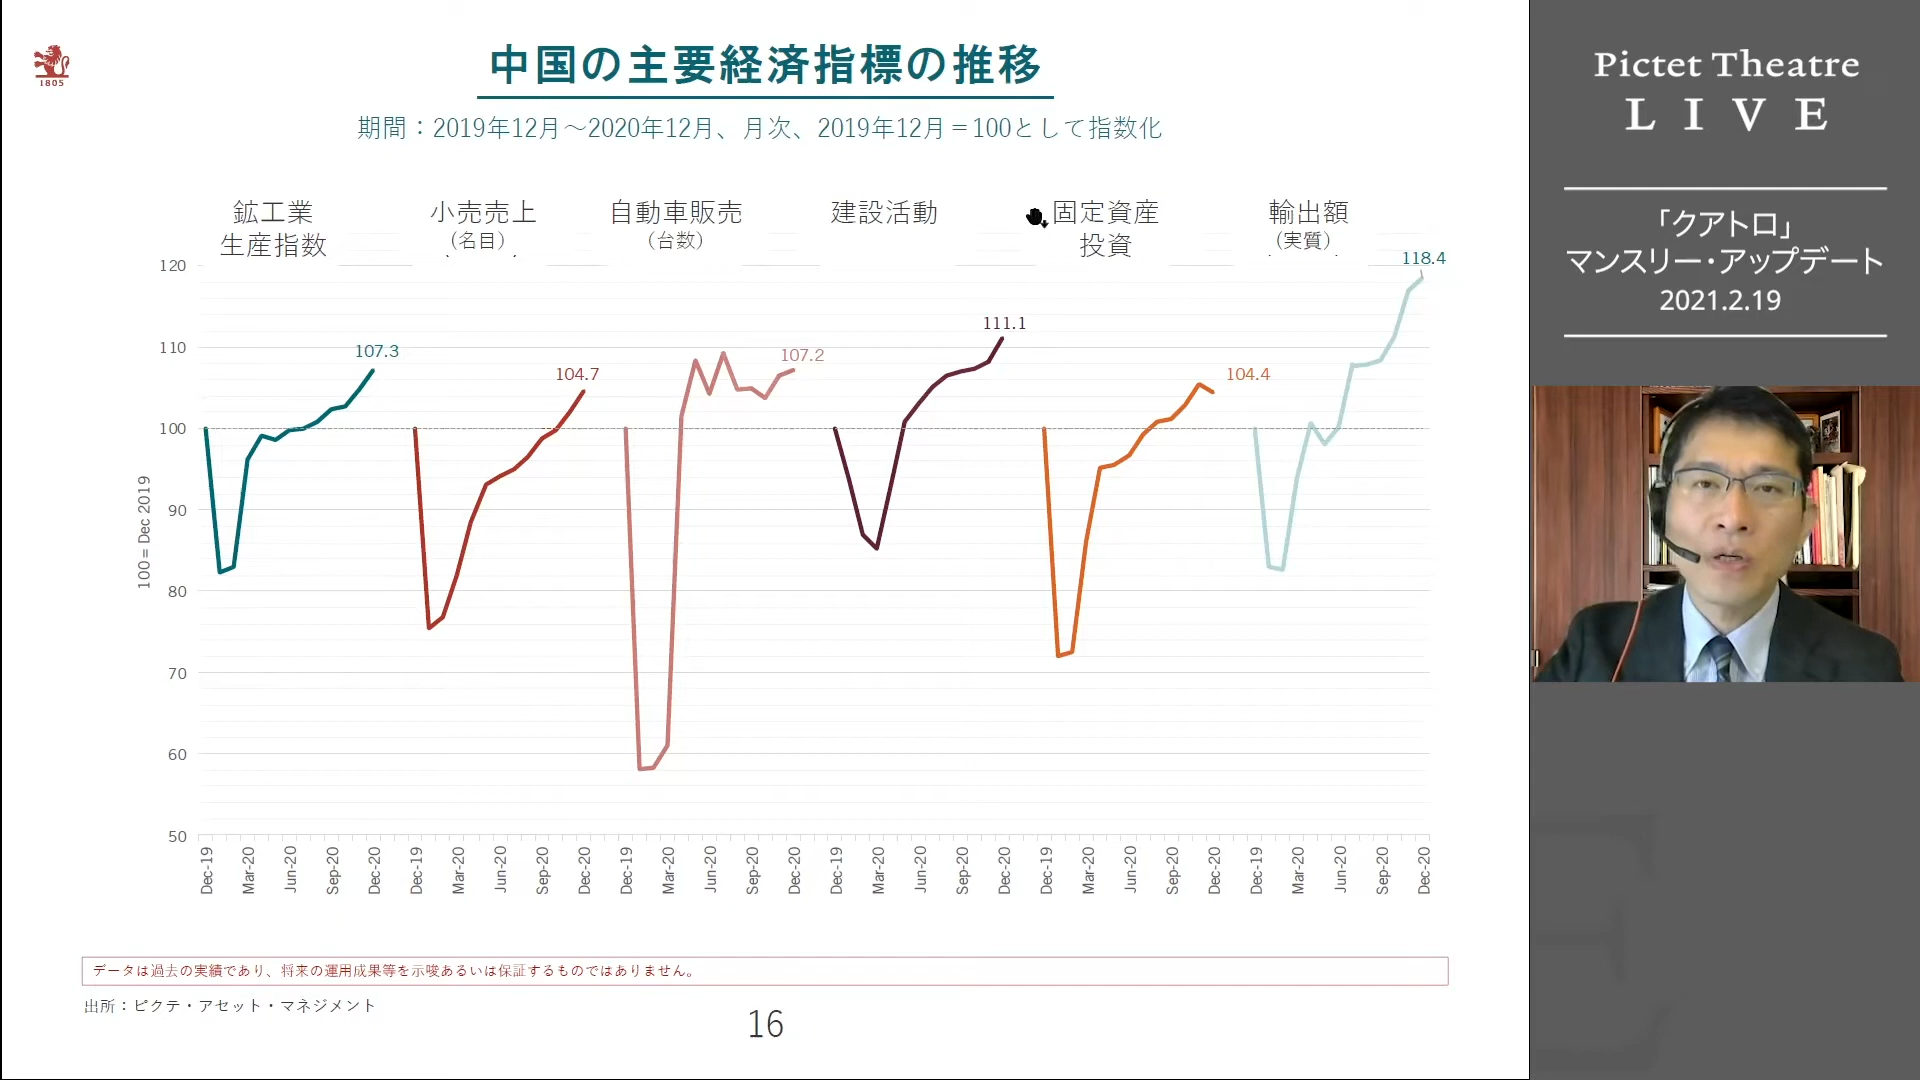 1805
中国の主要経済指標の推移
期間：2019年12月～2020年12月、月次、2019年12月＝100として指数化
鉱工業
生産指数
小売売上
（名目）
自動車販売
（台数）
建設活動
固定資産
投資
輸出額
（実質）
120
110
100
90
80
70
60
50
100= Dec 2019
107.3
104.7
107.2
111.1
104.4
118.4
Dec-19 Mar-20 Jun-20 Sep-20 Dec-20 Dec-19 Mar-20 Jun-20 Sep-20 Dec-20 Dec-19 Mar-20 Jun-20 Sep-20 Dec-20 Dec-19 Mar-20 Jun-20 Sep-20 Dec-20 Dec-19 Mar-20 Jun-20 Sep-20 Dec-20 Dec-19 Mar-20 Jun-20 Sep-20 Dec-20
データは過去の実績であり、将来の運用成果等を示唆あるいは保証するものではありません。
出所：ピクテ・アセット・マネジメント
16
Pictet Theatre
LIVE
「クアトロ」
マンスリー・アップデート
2021.2.19